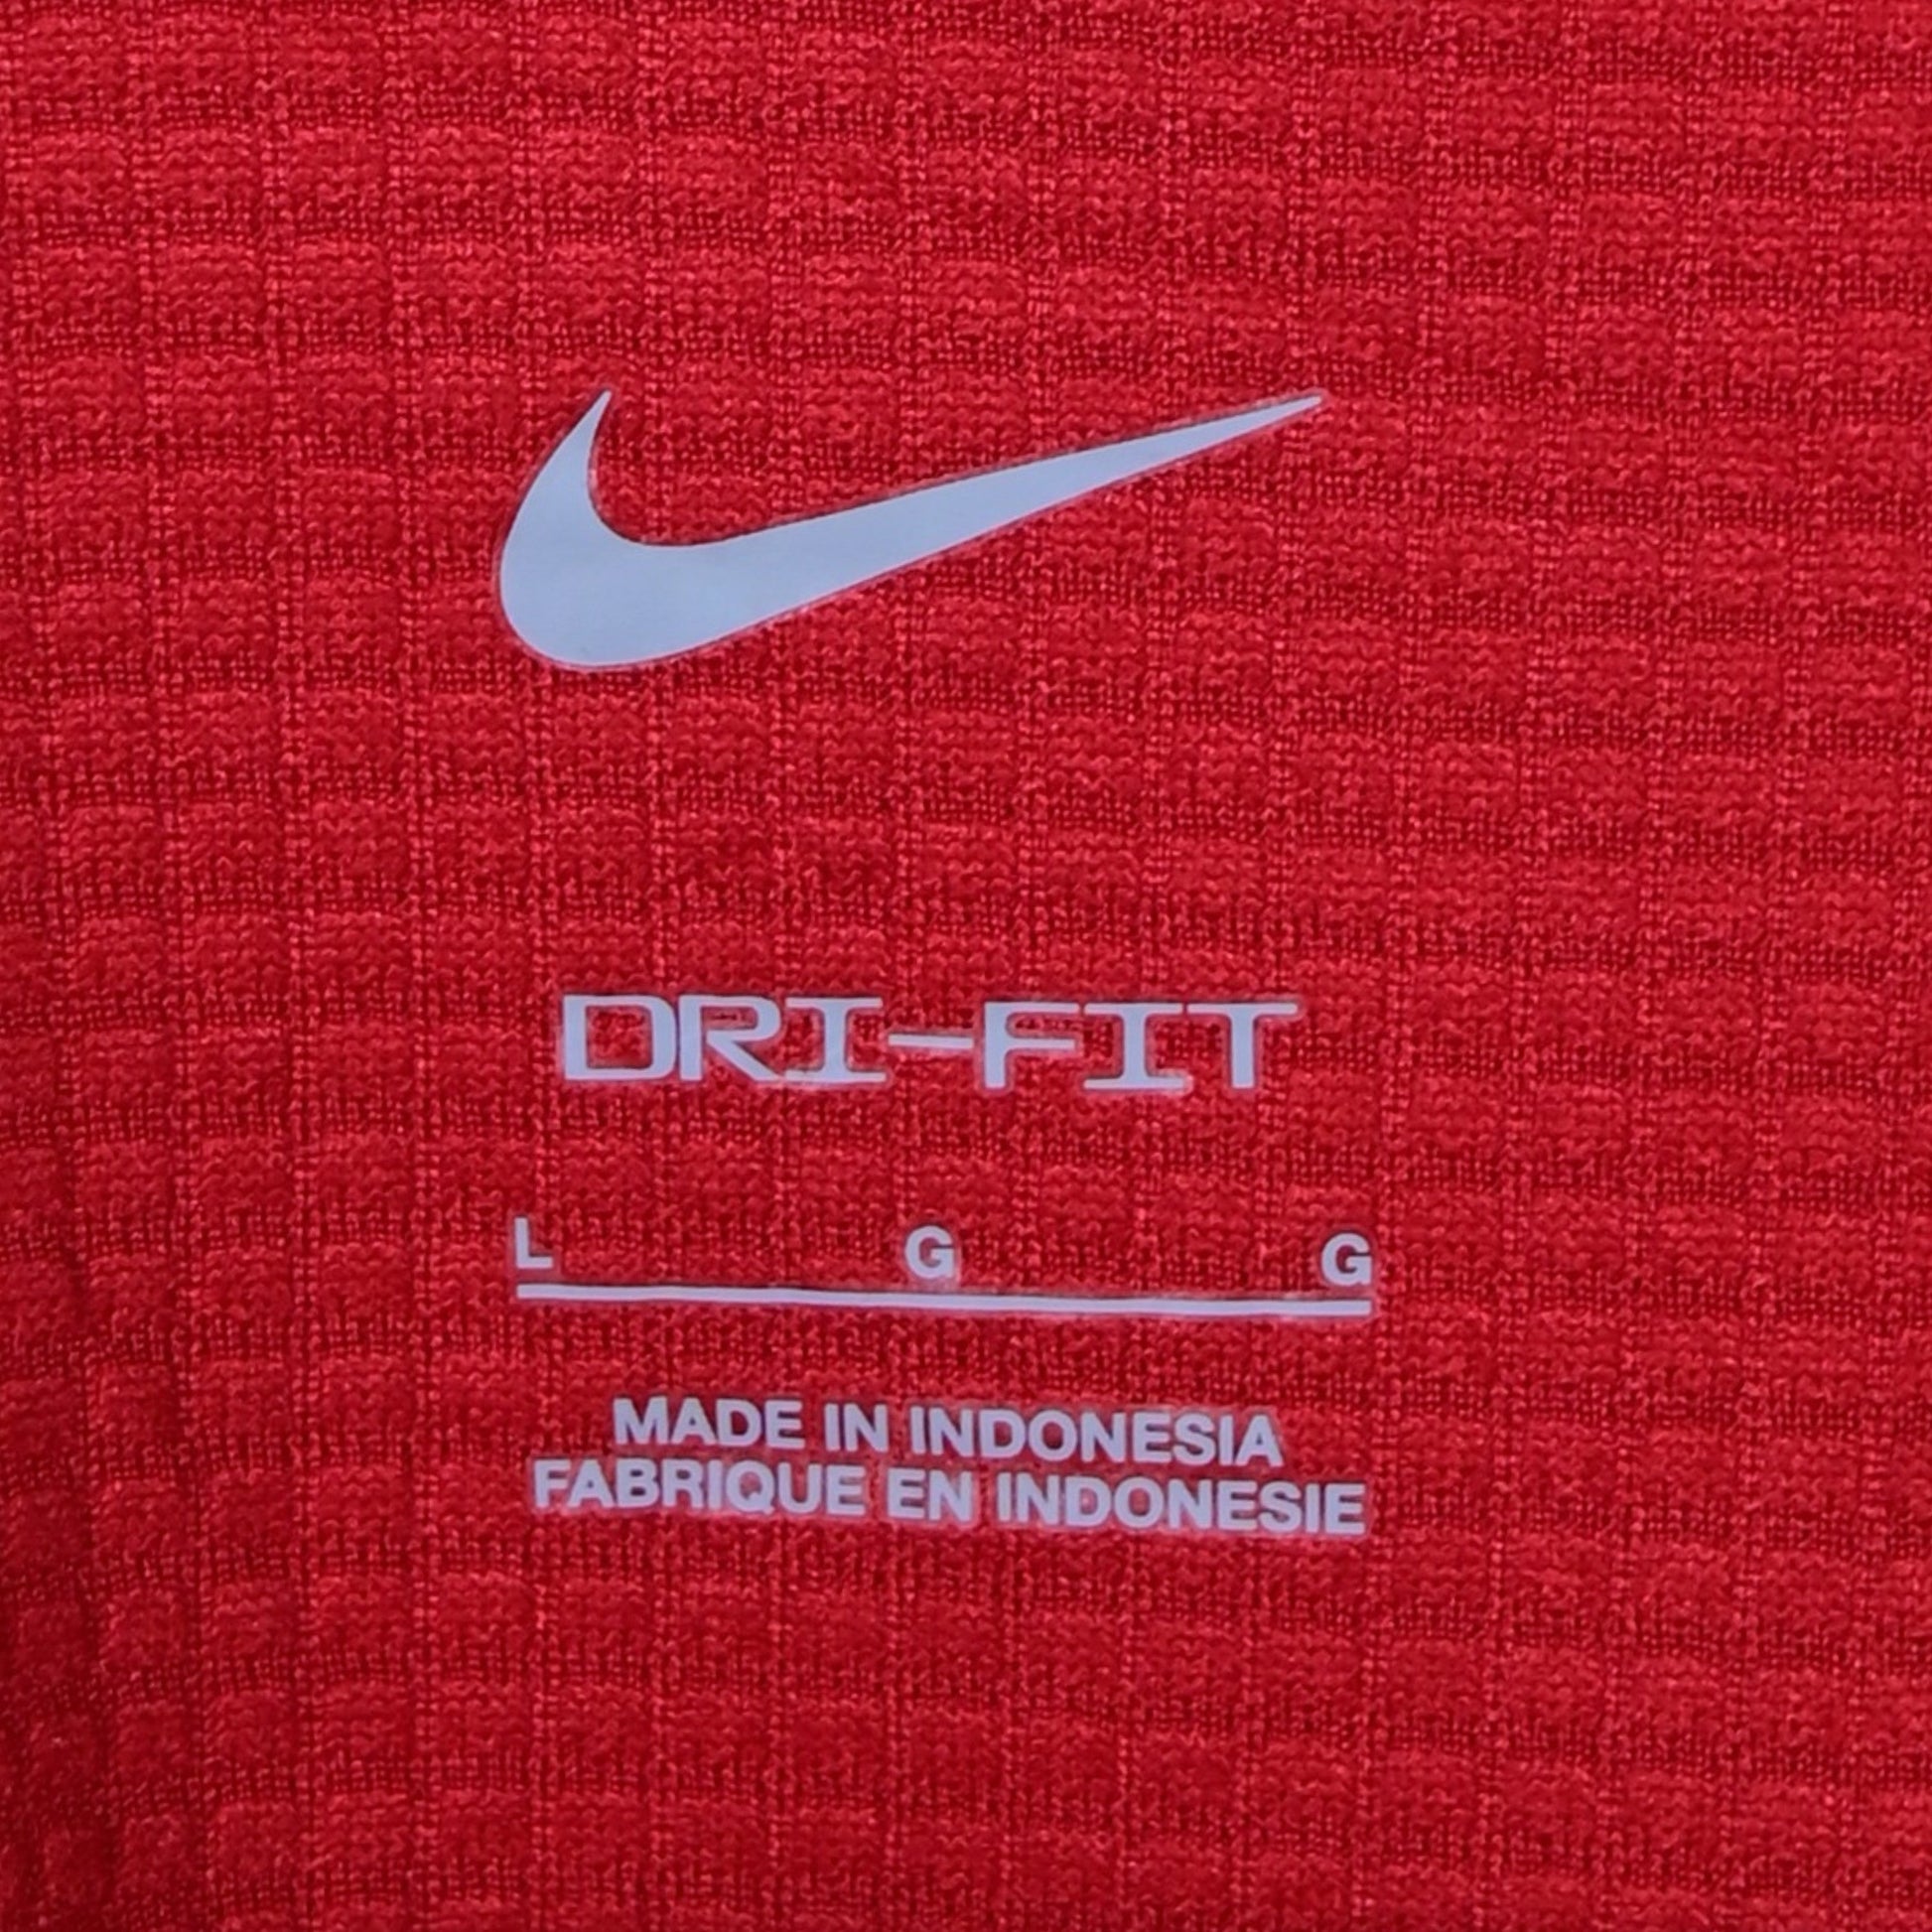 DRI-FIT
L G G
MADE IN INDONESIA
FABRIQUE EN INDONESIE